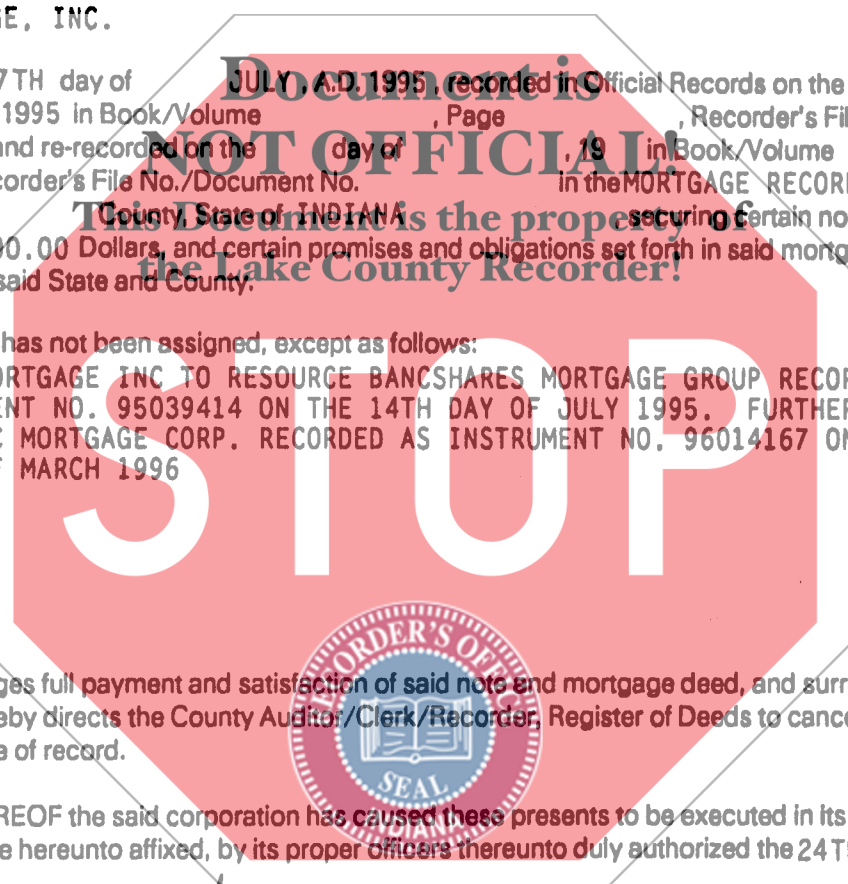 GE, INC.
7TH day of JULY, A.D. 1995, recorded in Official Records on the
1995 in Book/Volume , Page , Recorder's Fil
and re-recorded on the day of , 19 in Book/Volume
corder's File No./Document No. in the MORTGAGE RECOR
County, State of INDIANA , securing certain no
00.00 Dollars, and certain promises and obligations set forth in said mortg
said State and County.
Document is
NOT OFFICIAL!
This Document is the property of
the Lake County Recorder!
has not been assigned, except as follows:
ORTGAGE INC TO RESOURCE BANCSHARES MORTGAGE GROUP RECOR
ENT NO. 95039414 ON THE 14TH DAY OF JULY 1995. FURTHER
C MORTGAGE CORP. RECORDED AS INSTRUMENT NO. 96014167 ON
F MARCH 1996
STOP
ges full payment and satisfaction of said note and mortgage deed, and surr
eby directs the County Auditor/Clerk/Recorder, Register of Deeds to cance
e of record.
RECORDER'S OFFICE
SEAL
INDIANA
REOF the said corporation has caused these presents to be executed in its
e hereunto affixed, by its proper officers thereunto duly authorized the 24T